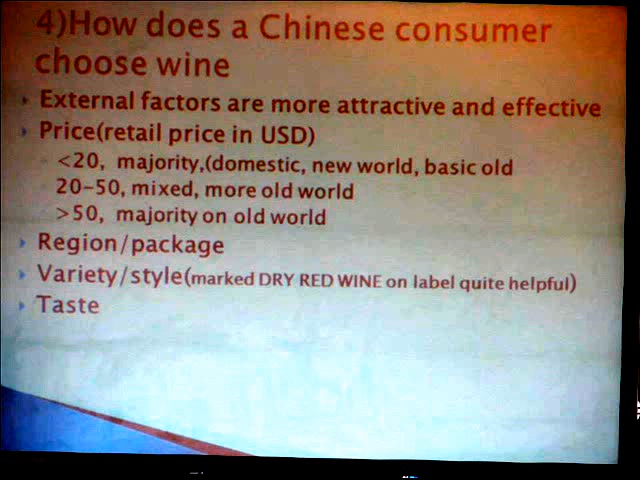 4)How does a Chinese consumer
choose wine
External factors are more attractive and effective
Price(retail price in USD)
<20, majority,(domestic, new world, basic old
20-50, mixed, more old world
>50, majority on old world
Region/package
Variety/style(marked DRY RED WINE on label quite helpful)
Taste